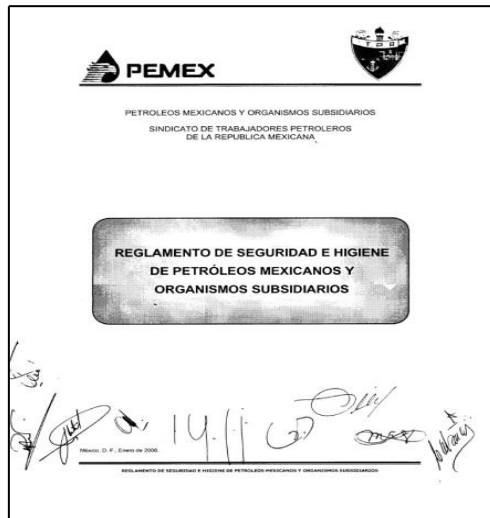 PEMEX
PETROLEOS MEXICANOS Y ORGANISMOS SUBSIDIARIOS
SINDICATO DE TRABAJADORES PETROLEROS
DE LA REPUBLICA MEXICANA
REGLAMENTO DE SEGURIDAD E HIGIENE
DE PETRÓLEOS MEXICANOS Y
ORGANISMOS SUBSIDIARIOS
México, D. F., Enero de 2006.
REGLAMENTO DE SEGURIDAD E HIGIENE DE PETROLEOS MEXICANOS Y ORGANISMOS SUBSIDIARIOS